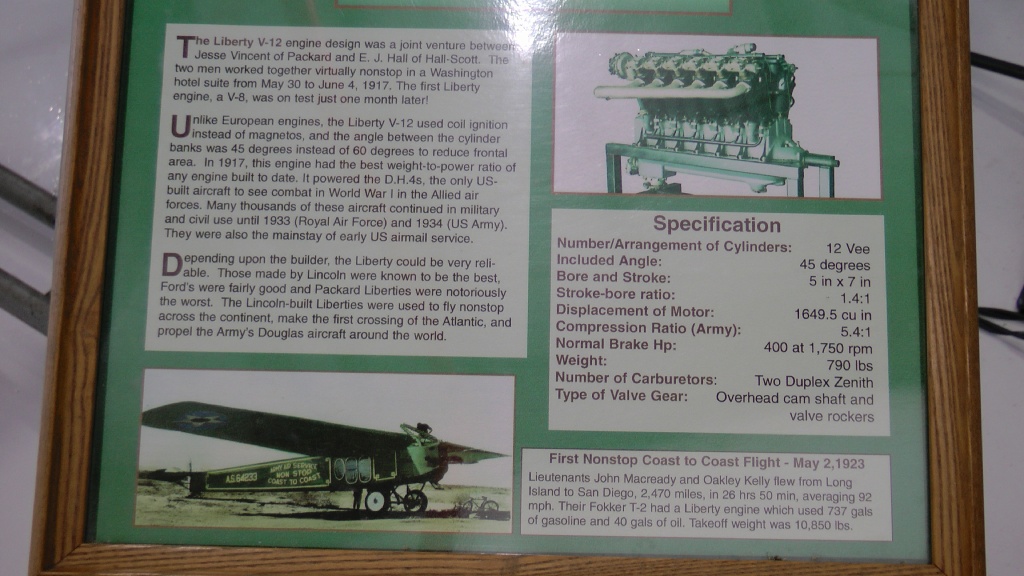 The Liberty V-12 engine design was a joint venture between
Jesse Vincent of Packard and E. J. Hall of Hall-Scott. The
two men worked together virtually nonstop in a Washington
hotel suite from May 30 to June 4, 1917. The first Liberty
engine, a V-8, was on test just one month later!
Unlike European engines, the Liberty V-12 used coil ignition
instead of magnetos, and the angle between the cylinder
banks was 45 degrees instead of 60 degrees to reduce frontal
area. In 1917, this engine had the best weight-to-power ratio of
any engine built to date. It powered the D.H.4s, the only US-
built aircraft to see combat in World War I in the Allied air
forces. Many thousands of these aircraft continued in military
and civil use until 1933 (Royal Air Force) and 1934 (US Army).
They were also the mainstay of early US airmail service.
Depending upon the builder, the Liberty could be very reli-
able. Those made by Lincoln were known to be the best,
Ford's were fairly good and Packard Liberties were notoriously
the worst. The Lincoln-built Liberties were used to fly nonstop
across the continent, make the first crossing of the Atlantic, and
propel the Army's Douglas aircraft around the world.
Specification
Number/Arrangement of Cylinders: 12 Vee
Included Angle: 45 degrees
Bore and Stroke: 5 in x 7 in
Stroke-bore ratio: 1.4:1
Displacement of Motor: 1649.5 cu in
Compression Ratio (Army): 5.4:1
Normal Brake Hp: 400 at 1,750 rpm
Weight: 790 lbs
Number of Carburetors: Two Duplex Zenith
Type of Valve Gear: Overhead cam shaft and
valve rockers
A.S.64233
ARMY AIR SERVICE
NON STOP
COAST TO COAST
First Nonstop Coast to Coast Flight - May 2,1923
Lieutenants John Macready and Oakley Kelly flew from Long
Island to San Diego, 2,470 miles, in 26 hrs 50 min, averaging 92
mph. Their Fokker T-2 had a Liberty engine which used 737 gals
of gasoline and 40 gals of oil. Takeoff weight was 10,850 lbs.